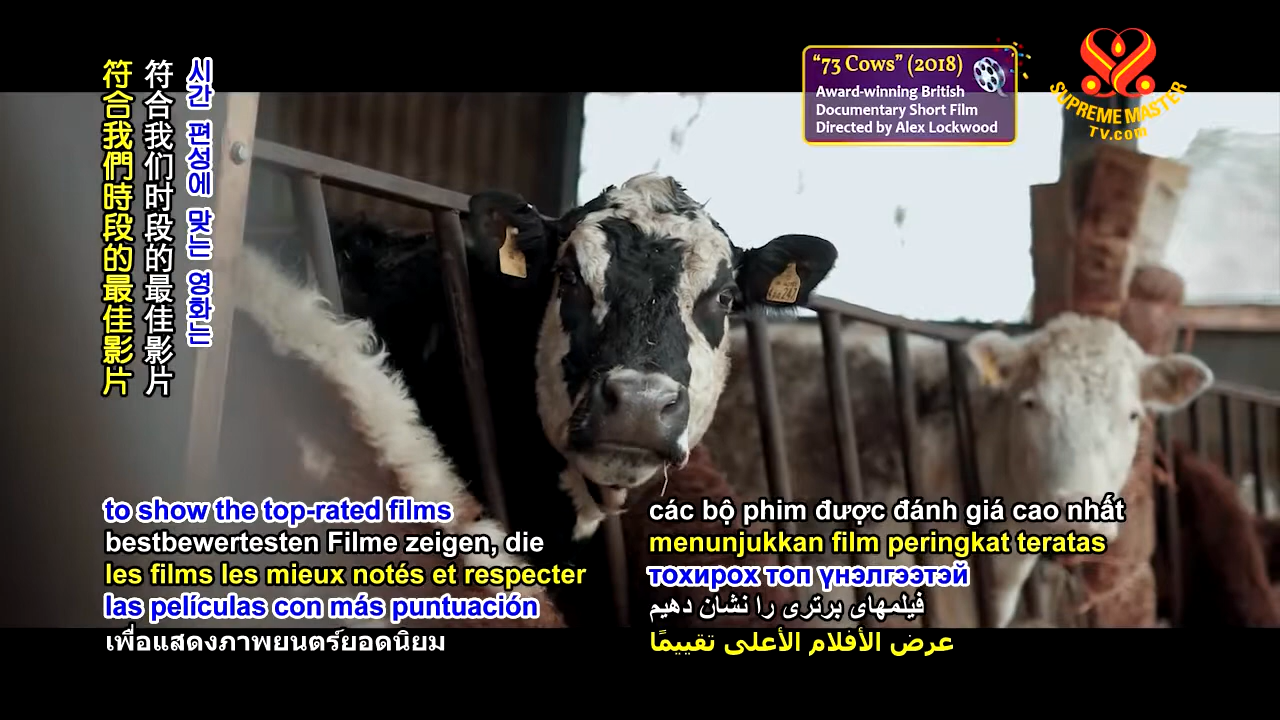 符合我們時段的最佳影片
符合我们时段的最佳影片
시간 편성에 맞는 영화는
"73 Cows" (2018)
Award-winning British
Documentary Short Film
Directed by Alex Lockwood
SUPREME MASTER
TV.com
to show the top-rated films
bestbewertesten Filme zeigen, die
les films les mieux notés et respecter
las películas con más puntuación
เพื่อแสดงภาพยนตร์ยอดนิยม
các bộ phim được đánh giá cao nhất
menunjukkan film peringkat teratas
тохирох топ үнэлгээтэй
فیلمهای برتری را نشان دهیم
عرض الأفلام الأعلى تقييمًا